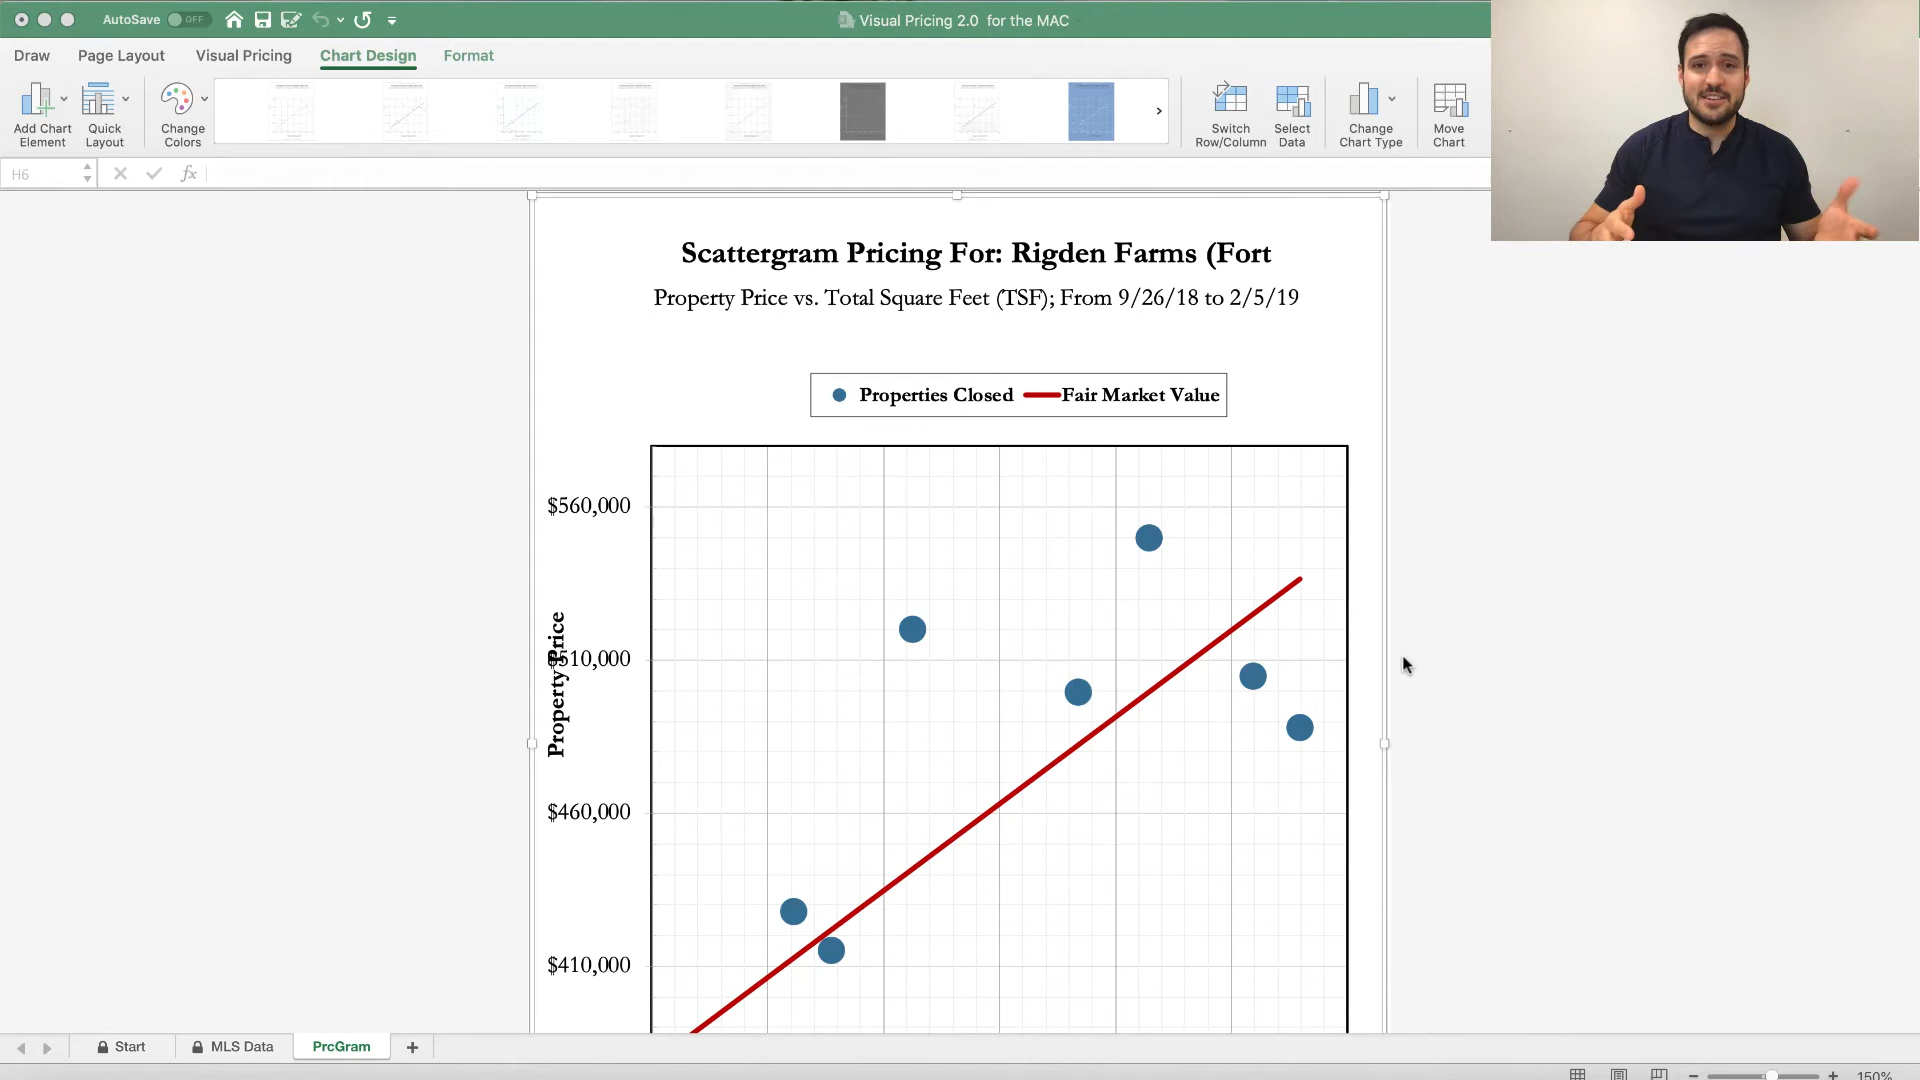 AutoSave OFF
Visual Pricing 2.0 for the MAC
Draw Page Layout Visual Pricing Chart Design Format
Add Chart Element
Quick Layout
Change Colors
Switch Row/Column
Select Data
Change Chart Type
Move Chart
H6 fx
Scattergram Pricing For: Rigden Farms (Fort
Property Price vs. Total Square Feet (TSF); From 9/26/18 to 2/5/19
Properties Closed Fair Market Value
$560,000
$510,000
$460,000
$410,000
Property Price
Start MLS Data PrcGram +
150%